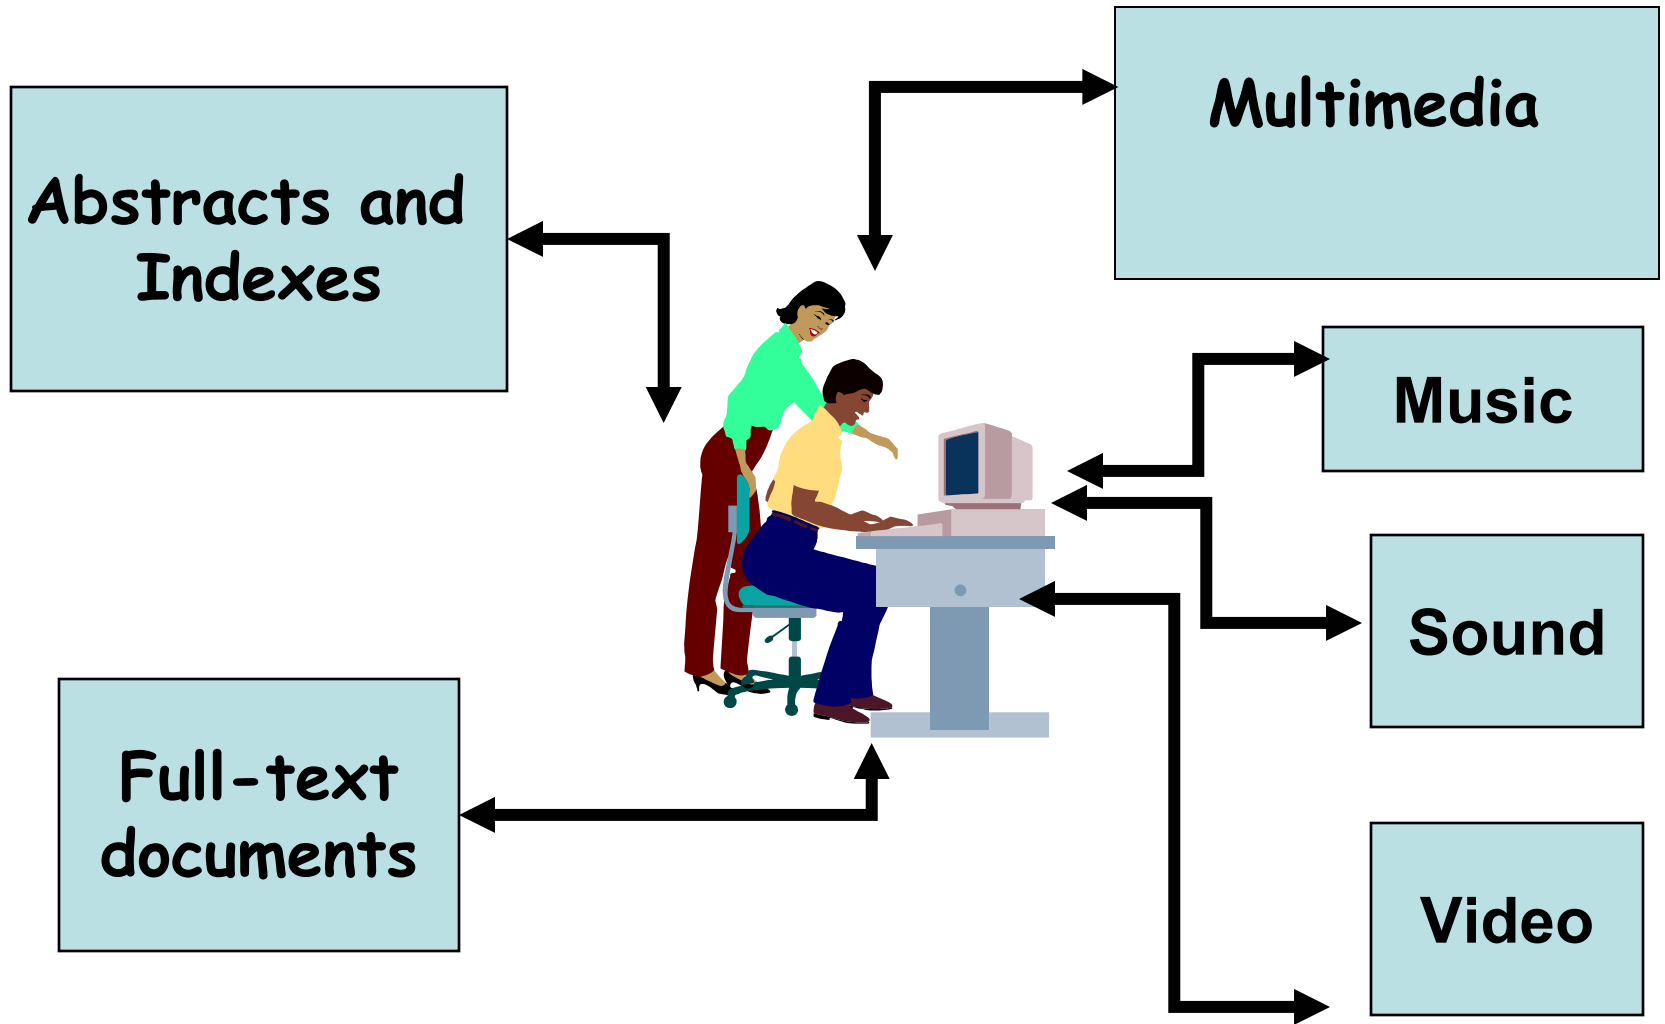 Multimedia
Abstracts and
Indexes
Music
Sound
Full-text
documents
Video